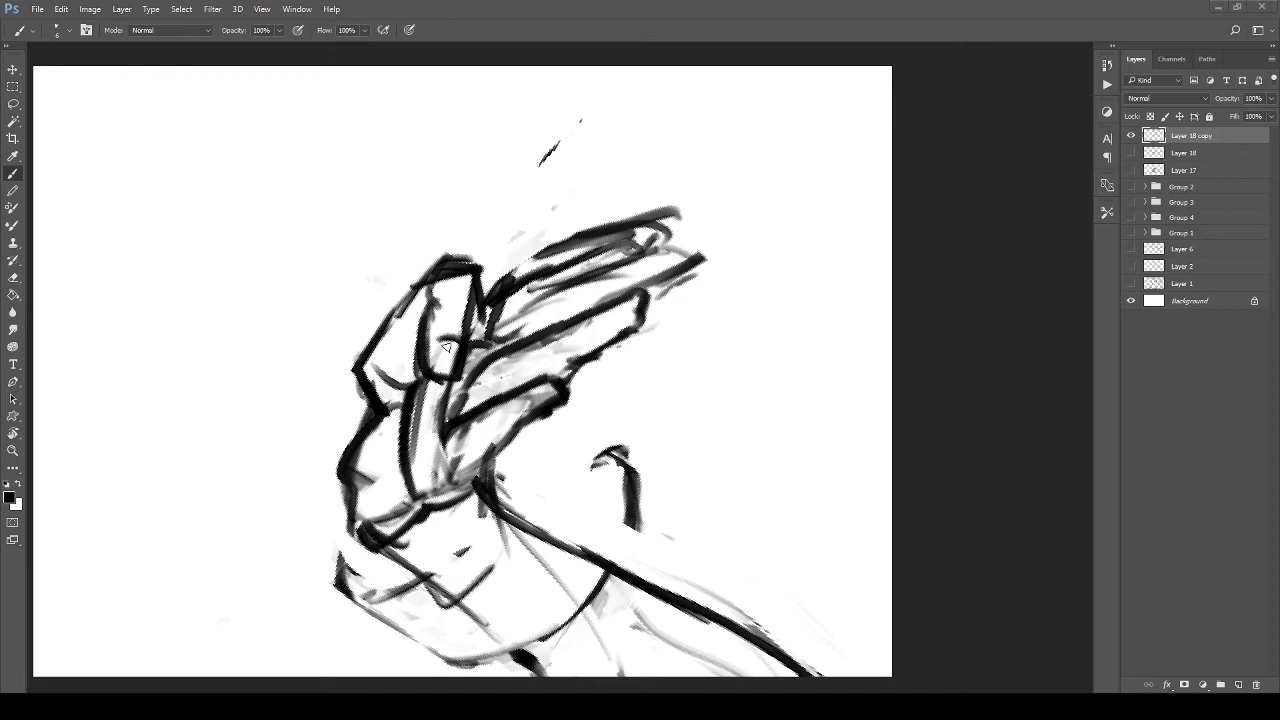 Ps File Edit Image Layer Type Select Filter 3D View Window Help
6 Mode: Normal Opacity: 100% Flow: 100%
Layers Channels Paths
Kind
Normal Opacity: 100%
Lock: Fill: 100%
Layer 18 copy
Layer 18
Layer 17
Group 2
Group 3
Group 4
Group 1
Layer 6
Layer 2
Layer 1
Background